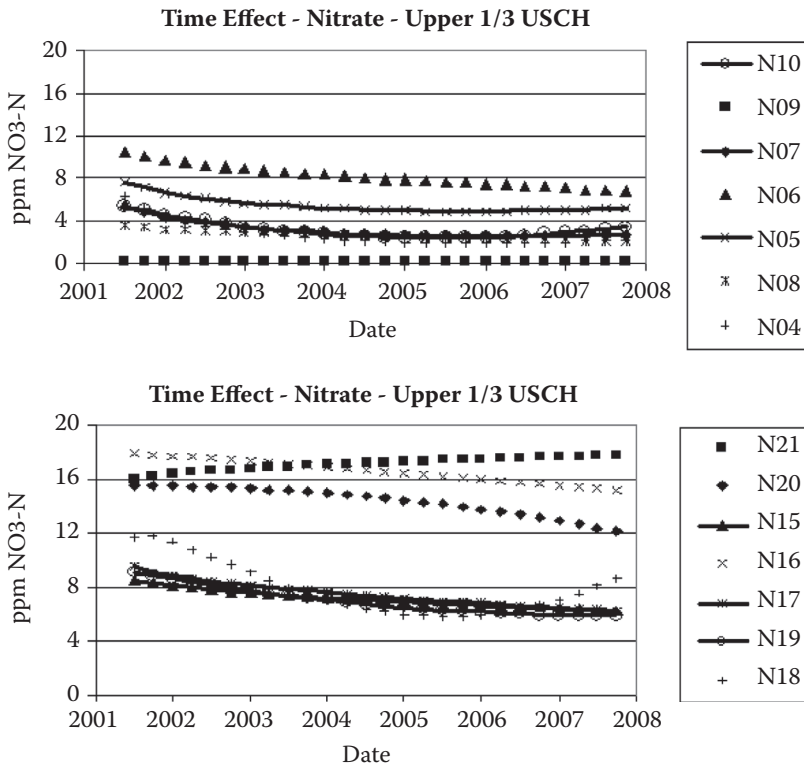 Time Effect - Nitrate - Upper 1/3 USCH
ppm NO3-N
20
16
12
8
4
0
2001 2002 2003 2004 2005 2006 2007 2008
Date
N10
N09
N07
N06
N05
N08
N04
Time Effect - Nitrate - Upper 1/3 USCH
ppm NO3-N
20
16
12
8
4
0
2001 2002 2003 2004 2005 2006 2007 2008
Date
N21
N20
N15
N16
N17
N19
N18